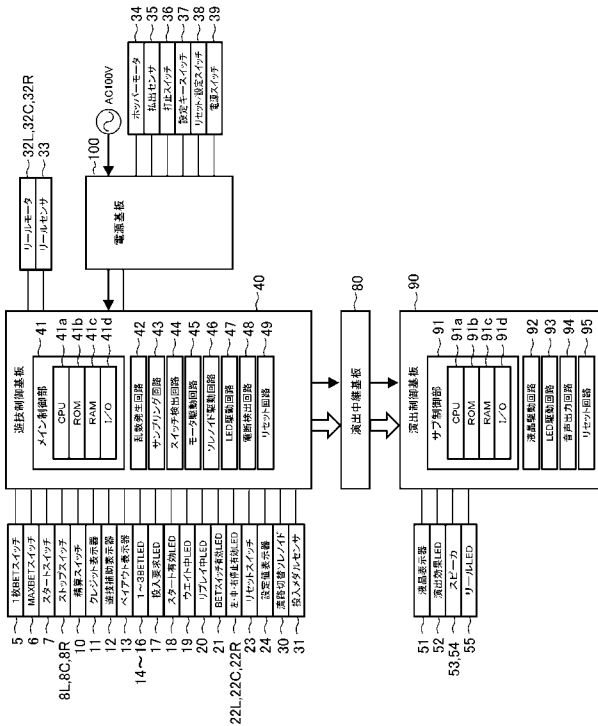 32L,32C,32R
33
リールモータ
リールセンサ
AC100V
100
電源基板
34
35
36
37
38
39
ホッパーモータ
払出センサ
打止スイッチ
設定キースイッチ
リセット/設定スイッチ
電源スイッチ
遊技制御基板
40
メイン制御部
41
CPU
41a
ROM
41b
RAM
41c
I/O
41d
乱数発生回路
42
サンプリング回路
43
スイッチ検出回路
44
モータ駆動回路
45
ソレノイド駆動回路
46
LED駆動回路
47
電断検出回路
48
リセット回路
49
5
1枚BETスイッチ
6
MAXBETスイッチ
7
スタートスイッチ
8L,8C,8R
ストップスイッチ
10
精算スイッチ
11
クレジット表示器
12
遊技補助表示器
13
ペイアウト表示器
14〜16
1〜3BETLED
17
投入要求LED
18
スタート有効LED
19
ウエイト中LED
20
リプレイ中LED
21
BETスイッチ有効LED
22L,22C,22R
左・中・右停止有効LED
23
リセットスイッチ
24
設定値表示器
30
流路切替ソレノイド
31
投入メダルセンサ
演出中継基板
80
演出制御基板
90
サブ制御部
91
CPU
91a
ROM
91b
RAM
91c
I/O
91d
液晶駆動回路
92
LED駆動回路
93
音声出力回路
94
リセット回路
95
51
液晶表示器
52
演出効果LED
53,54
スピーカ
55
リールLED